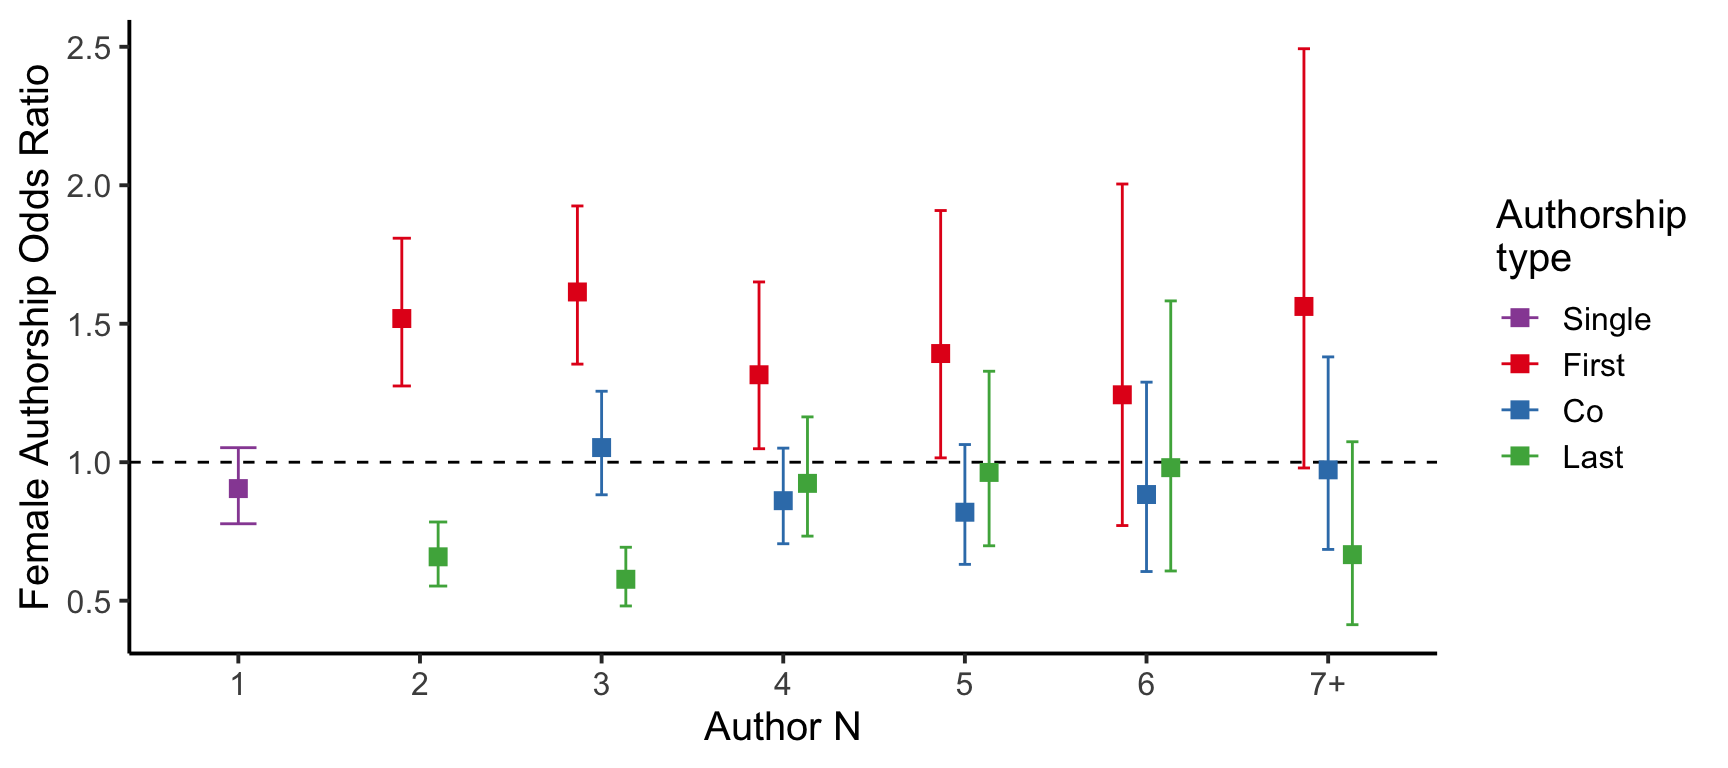 Female Authorship Odds Ratio
2.5
2.0
1.5
1.0
0.5
1 2 3 4 5 6 7+
Author N
Authorship
type
Single
First
Co
Last